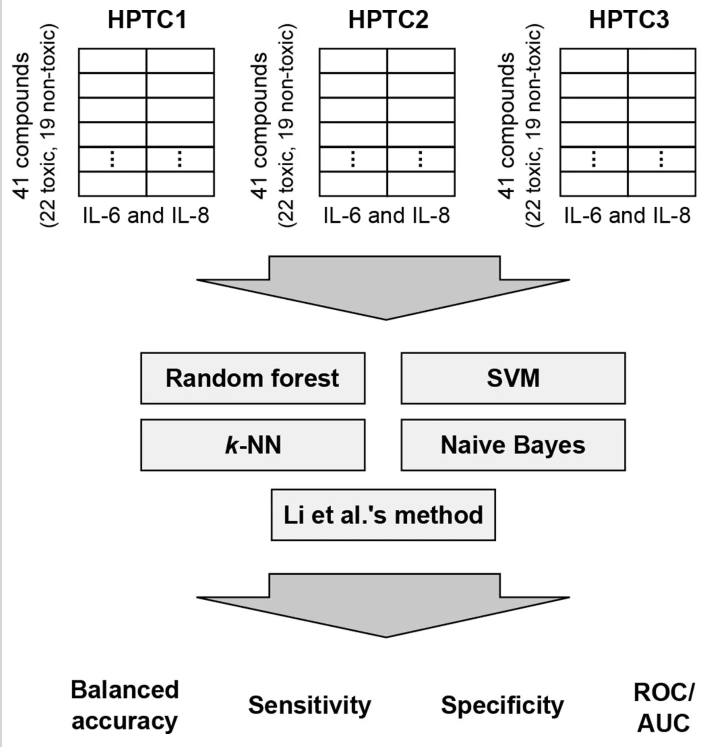 HPTC1
HPTC2
HPTC3
41 compounds
(22 toxic, 19 non-toxic)
41 compounds
(22 toxic, 19 non-toxic)
41 compounds
(22 toxic, 19 non-toxic)
IL-6 and IL-8
IL-6 and IL-8
IL-6 and IL-8
Random forest
SVM
k-NN
Naive Bayes
Li et al.'s method
Balanced
accuracy
Sensitivity
Specificity
ROC/
AUC